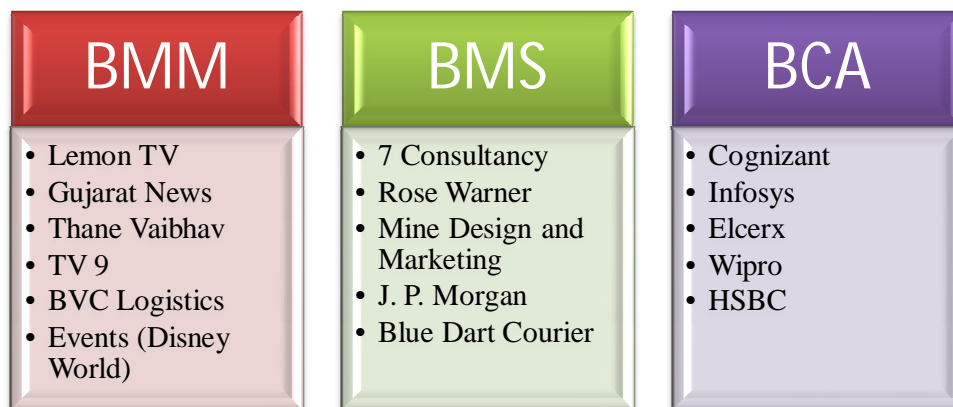 BMM
• Lemon TV
• Gujarat News
• Thane Vaibhav
• TV 9
• BVC Logistics
• Events (Disney
World)
BMS
• 7 Consultancy
• Rose Warner
• Mine Design and
Marketing
• J. P. Morgan
• Blue Dart Courier
BCA
• Cognizant
• Infosys
• Elcerx
• Wipro
• HSBC